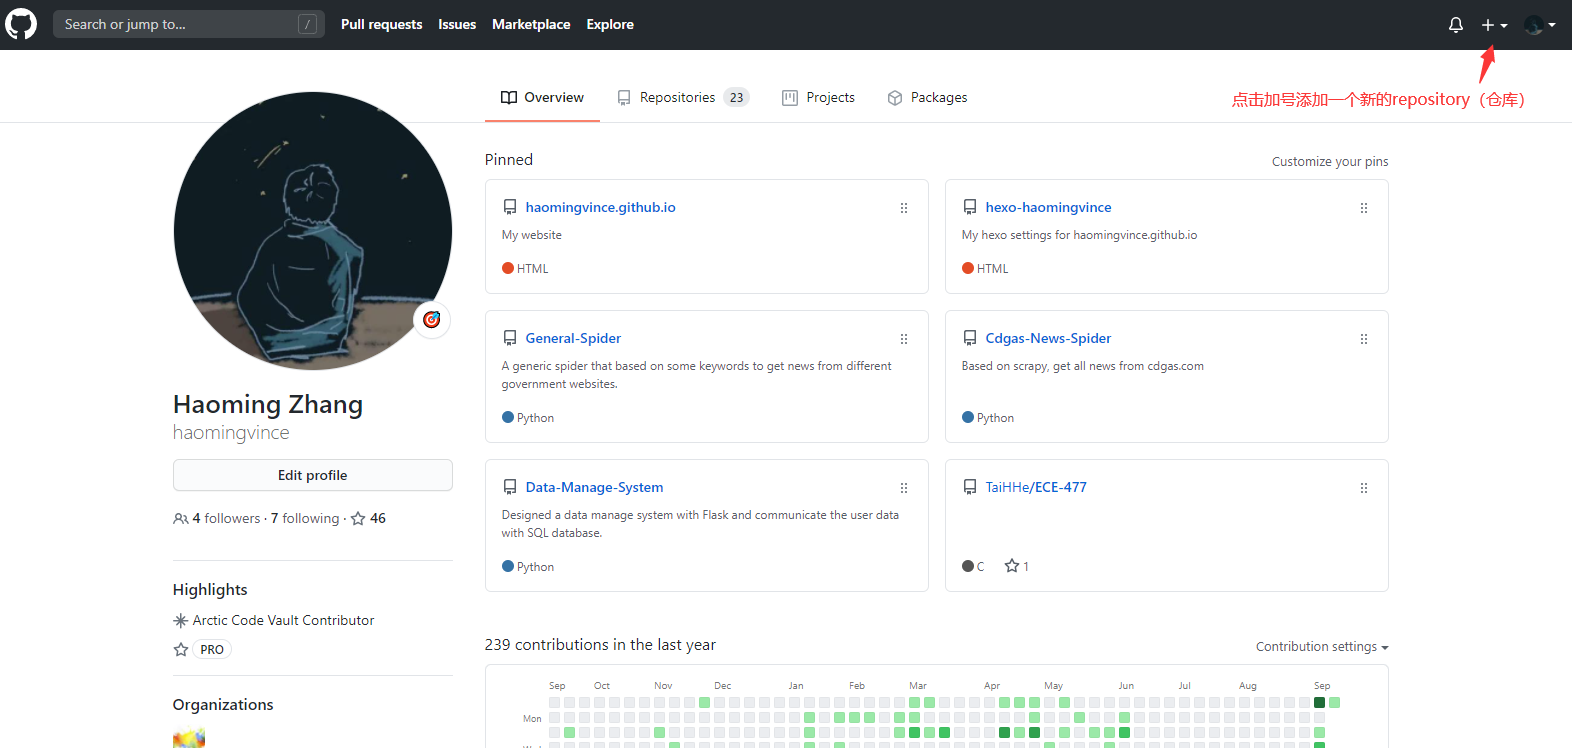 Search or jump to... /
Pull requests Issues Marketplace Explore
Overview Repositories 23 Projects Packages
点击加号添加一个新的repository（仓库）
Haoming Zhang
haomingvince
Edit profile
4 followers · 7 following · 46
Highlights
Arctic Code Vault Contributor
PRO
Organizations
Pinned
Customize your pins
haomingvince.github.io
My website
HTML
hexo-haomingvince
My hexo settings for haomingvince.github.io
HTML
General-Spider
A generic spider that based on some keywords to get news from different
government websites.
Python
Cdgas-News-Spider
Based on scrapy, get all news from cdgas.com
Python
Data-Manage-System
Designed a data manage system with Flask and communicate the user data
with SQL database.
Python
TaiHHe/ECE-477
C 1
239 contributions in the last year
Contribution settings
Sep Oct Nov Dec Jan Feb Mar Apr May Jun Jul Aug Sep
Mon